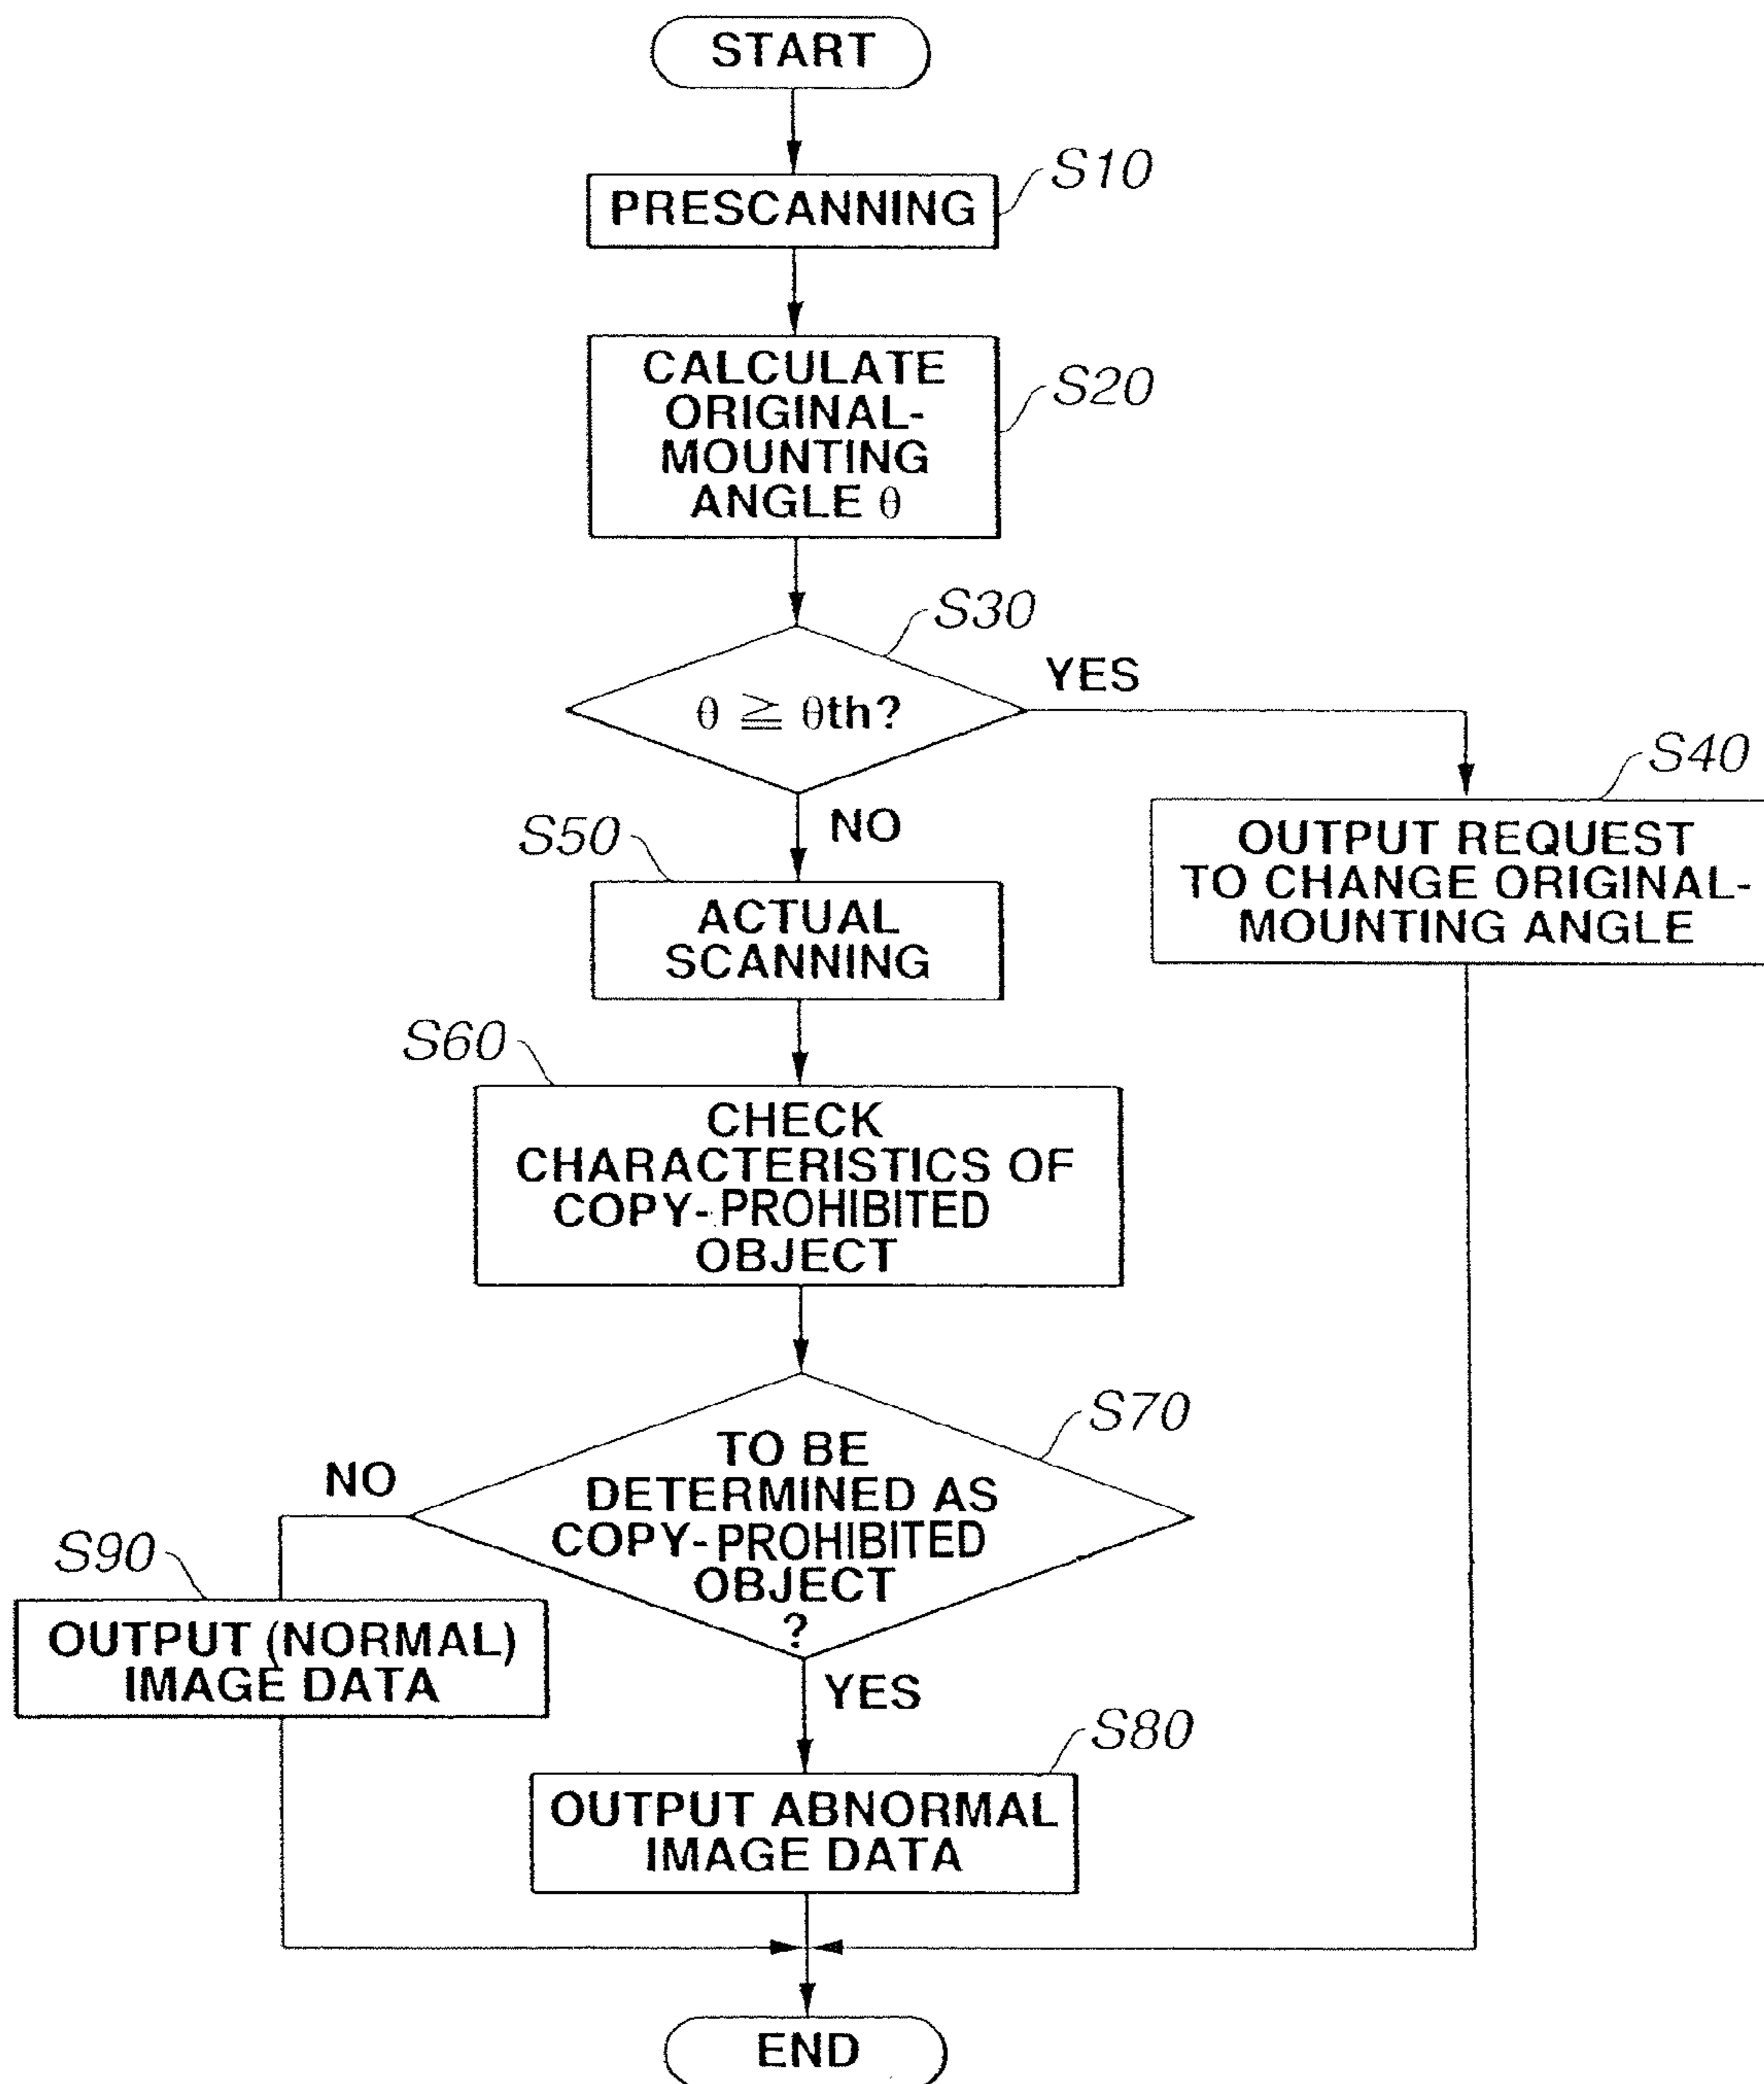 START
S10
PRESCANNING
S20
CALCULATE
ORIGINAL-
MOUNTING
ANGLE θ
S30
θ ≧ θth?
YES
NO
S40
OUTPUT REQUEST
TO CHANGE ORIGINAL-
MOUNTING ANGLE
S50
ACTUAL
SCANNING
S60
CHECK
CHARACTERISTICS OF
COPY-PROHIBITED
OBJECT
S70
TO BE
DETERMINED AS
COPY-PROHIBITED
OBJECT
?
NO
YES
S90
OUTPUT (NORMAL)
IMAGE DATA
S80
OUTPUT ABNORMAL
IMAGE DATA
END